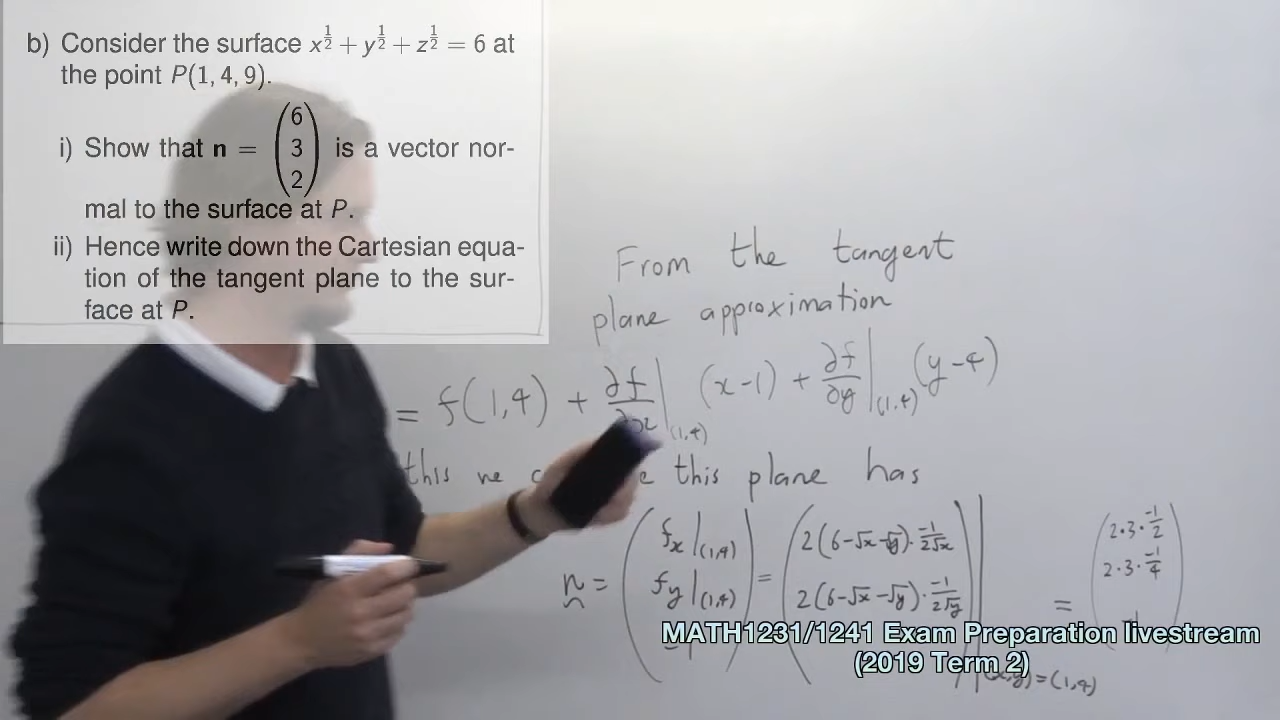 b) Consider the surface x^{1/2} + y^{1/2} + z^{1/2} = 6 at
the point P(1, 4, 9).
i) Show that n = (6 3 2) is a vector nor-
mal to the surface at P.
ii) Hence write down the Cartesian equa-
tion of the tangent plane to the sur-
face at P.
From the tangent
plane approximation
= f(1,4) + ∂f/∂x |_(1,4) (x-1) + ∂f/∂y |_(1,4) (y-4)
this we this plane has
n = (f_x|_(1,4) f_y|_(1,4) -1) = (2(6-√x-√y)·-1/(2√x) 2(6-√x-√y)·-1/(2√y)) = (2·3·-1/2 2·3·-1/4 -1)
=(1,4)
MATH1231/1241 Exam Preparation livestream
(2019 Term 2)